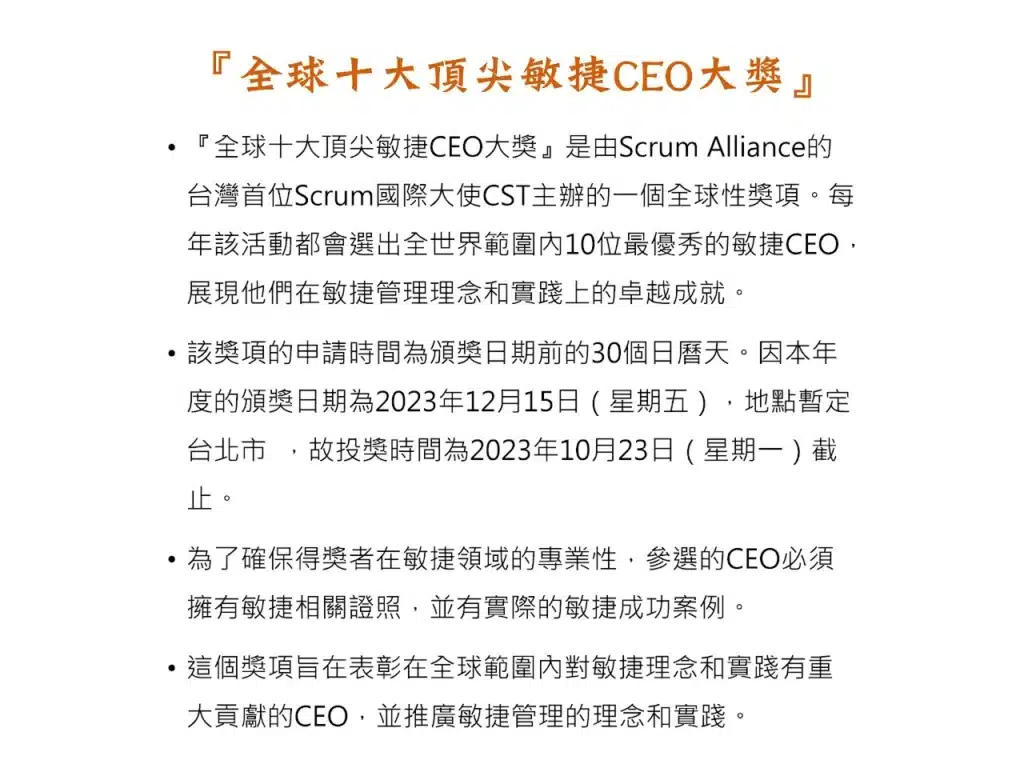 『全球十大頂尖敏捷CEO大獎』
• 『全球十大頂尖敏捷CEO大獎』是由Scrum Alliance的
台灣首位Scrum國際大使CST主辦的一個全球性獎項。每
年該活動都會選出全世界範圍內10位最優秀的敏捷CEO，
展現他們在敏捷管理理念和實踐上的卓越成就。
• 該獎項的申請時間為頒獎日期前的30個日曆天。因本年
度的頒獎日期為2023年12月15日（星期五），地點暫定
台北市 ，故投獎時間為2023年10月23日（星期一）截
止。
• 為了確保得獎者在敏捷領域的專業性，參選的CEO必須
擁有敏捷相關證照，並有實際的敏捷成功案例。
• 這個獎項旨在表彰在全球範圍內對敏捷理念和實踐有重
大貢獻的CEO，並推廣敏捷管理的理念和實踐。